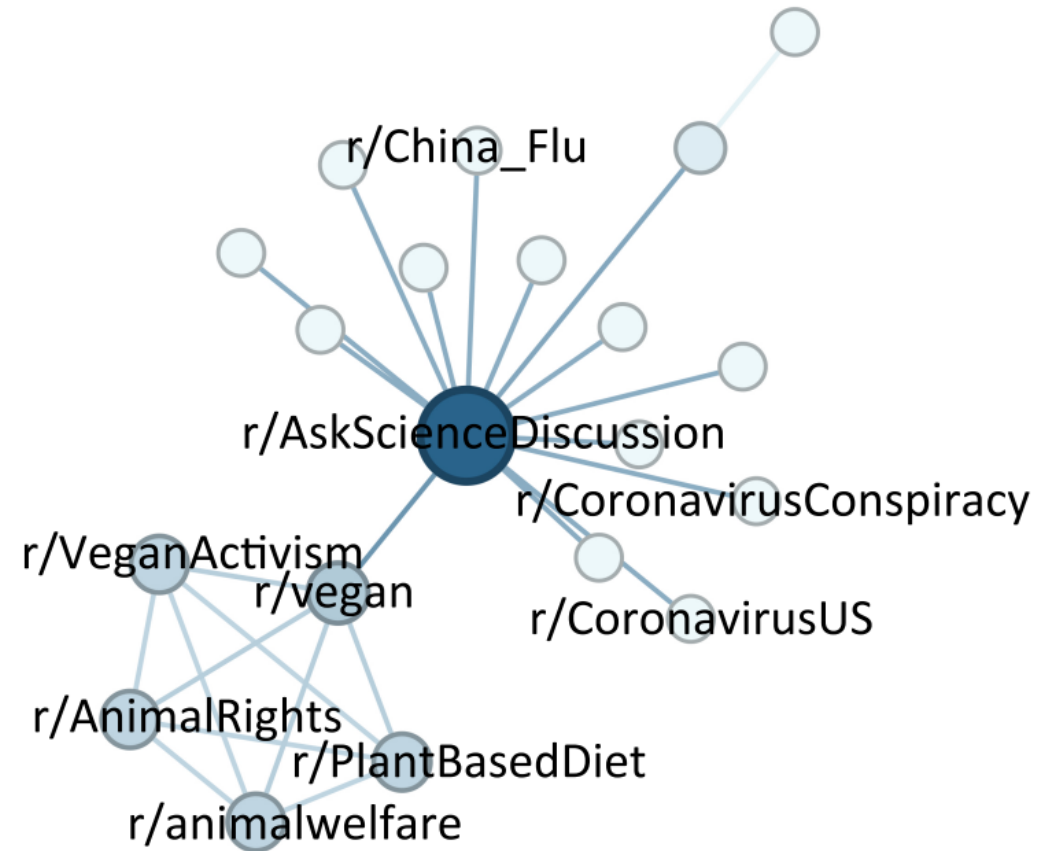 r/China_Flu
r/AskScienceDiscussion
r/CoronavirusConspiracy
r/VeganActivism
r/vegan
r/CoronavirusUS
r/AnimalRights
r/PlantBasedDiet
r/animalwelfare